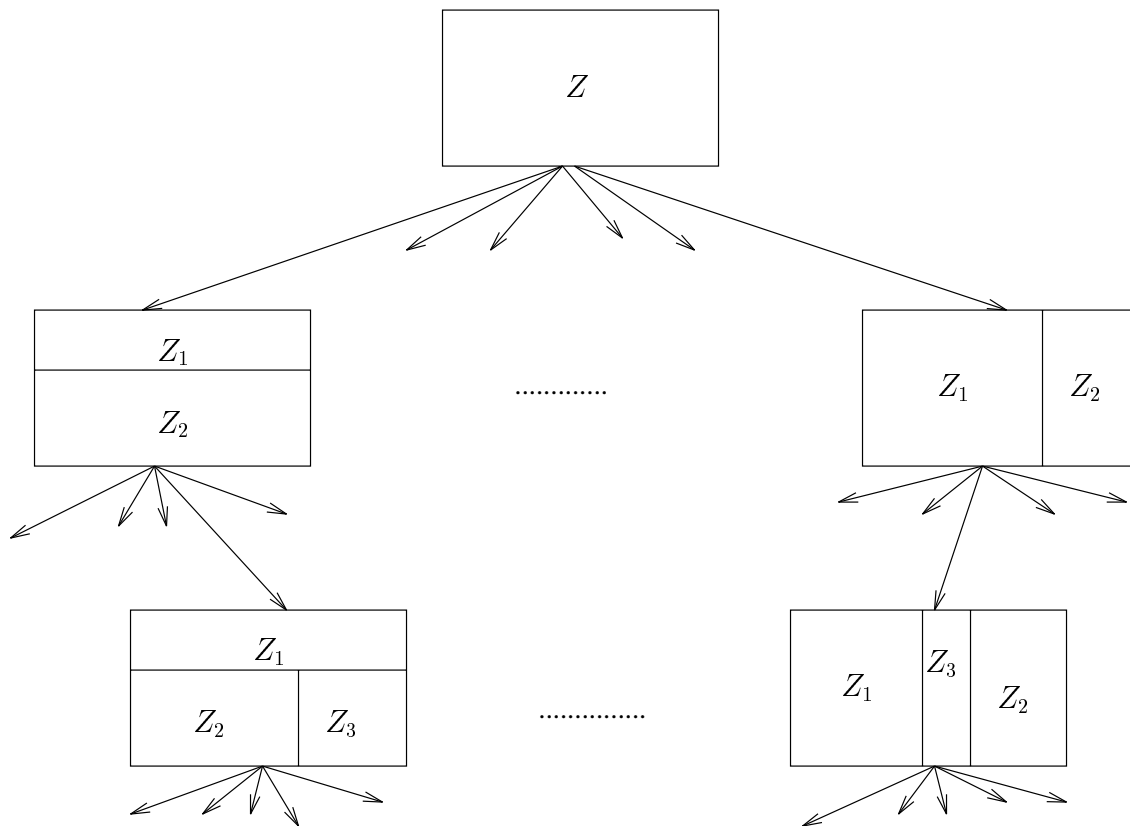 Z
Z₁
Z₂
.............
Z₁ Z₂
Z₁
Z₂ Z₃
...............
Z₁ Z₃ Z₂